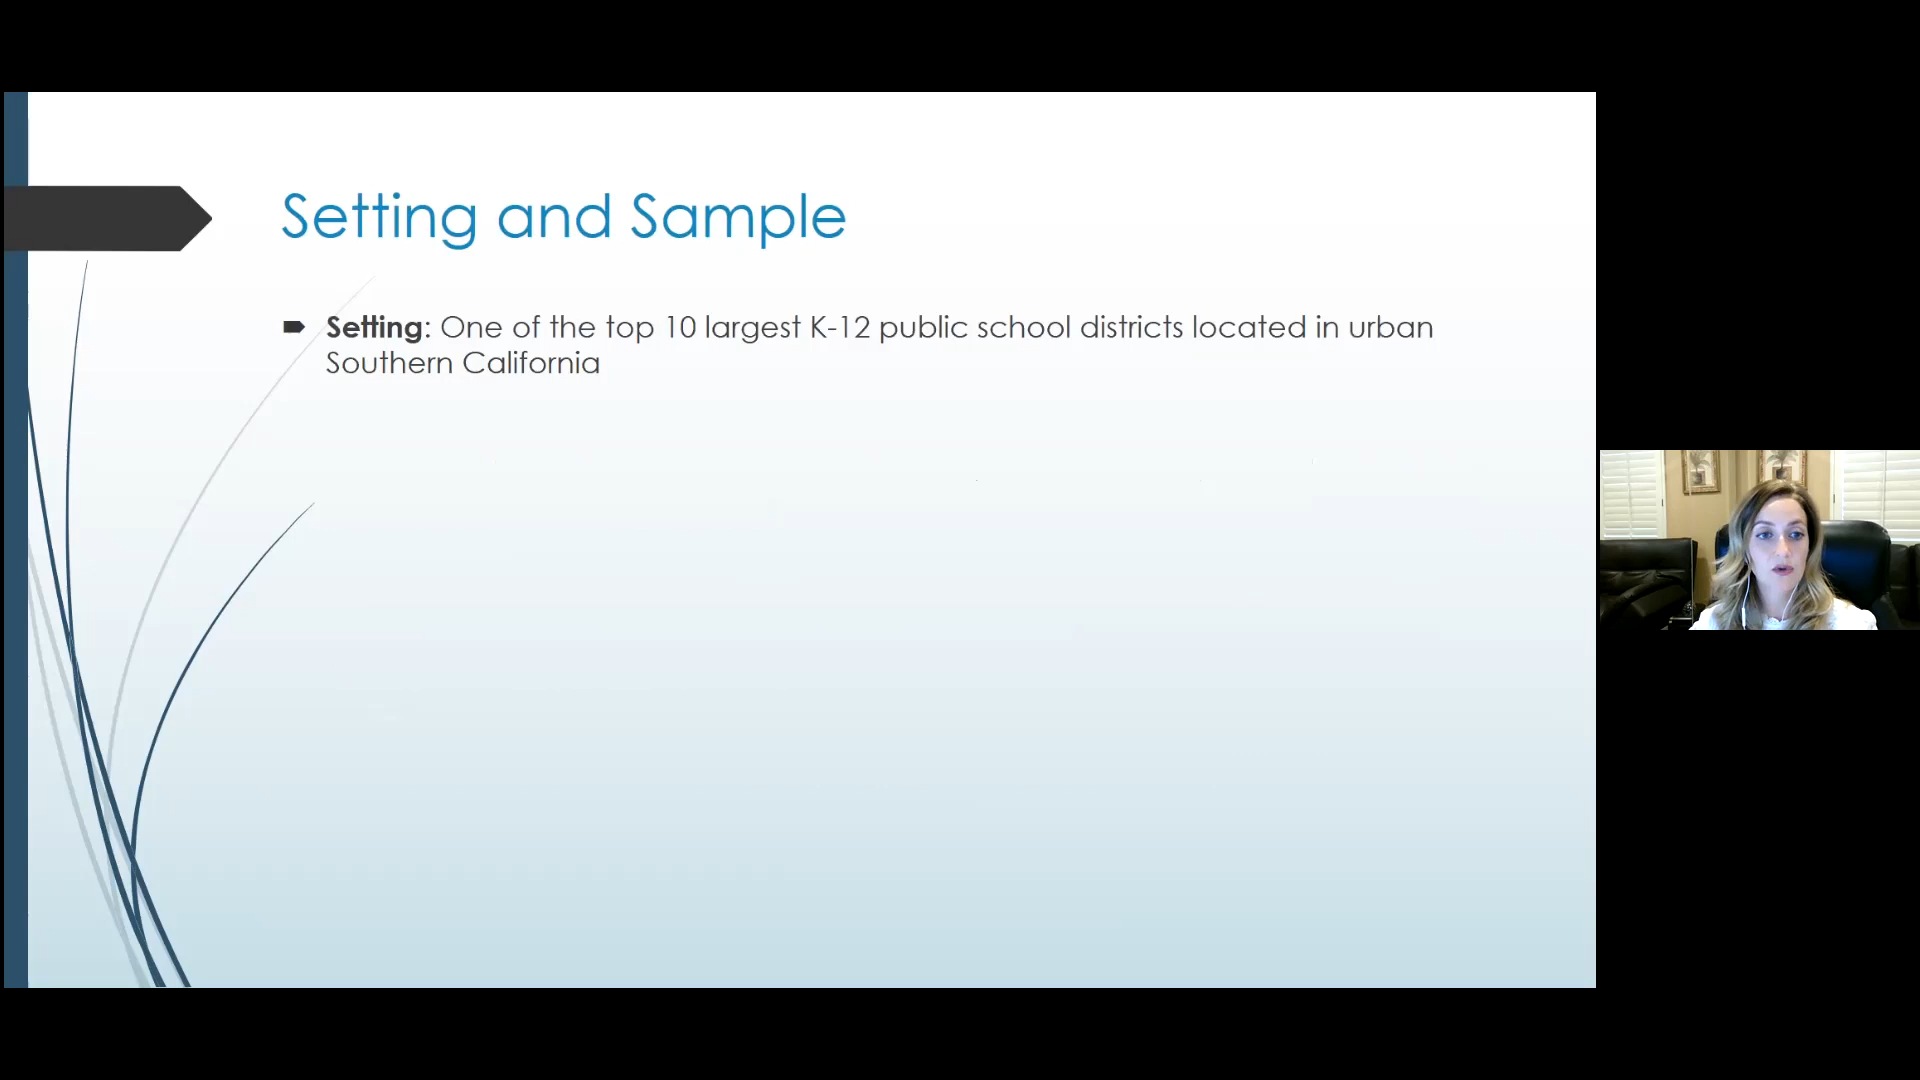 Setting and Sample
Setting: One of the top 10 largest K-12 public school districts located in urban
Southern California